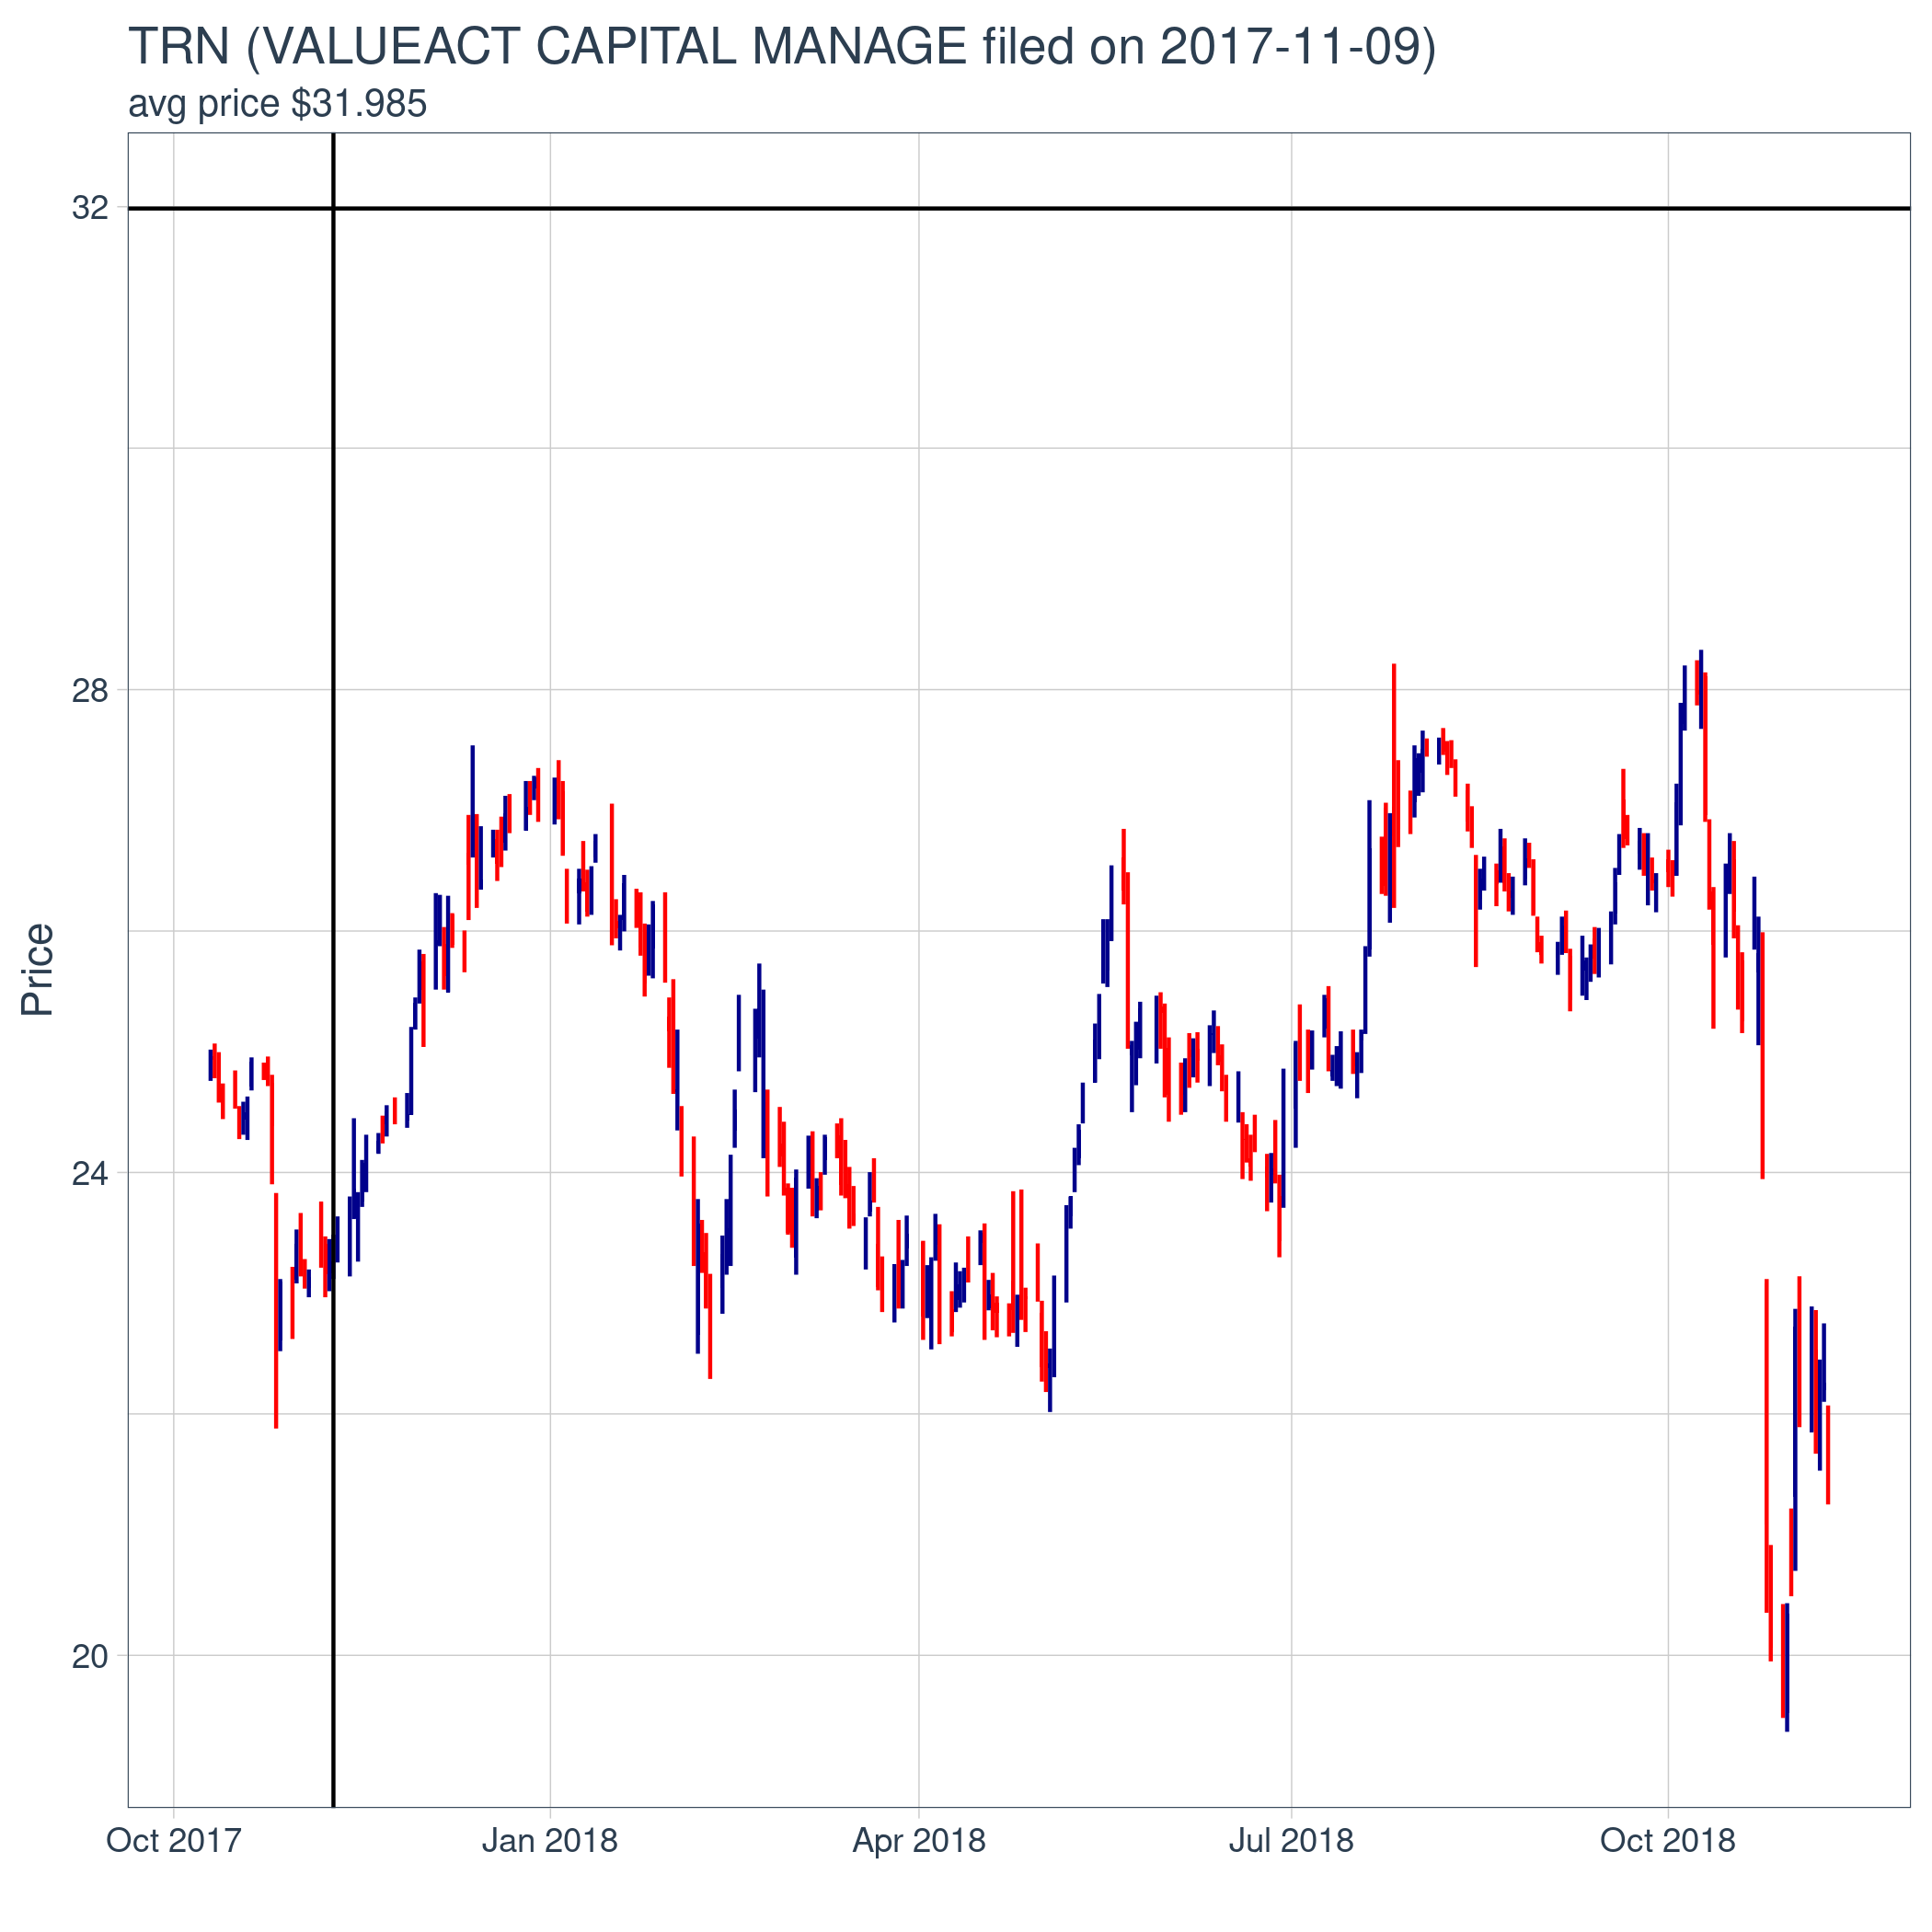 TRN (VALUEACT CAPITAL MANAGE filed on 2017-11-09)
avg price $31.985
32
28
24
20
Price
Oct 2017
Jan 2018
Apr 2018
Jul 2018
Oct 2018